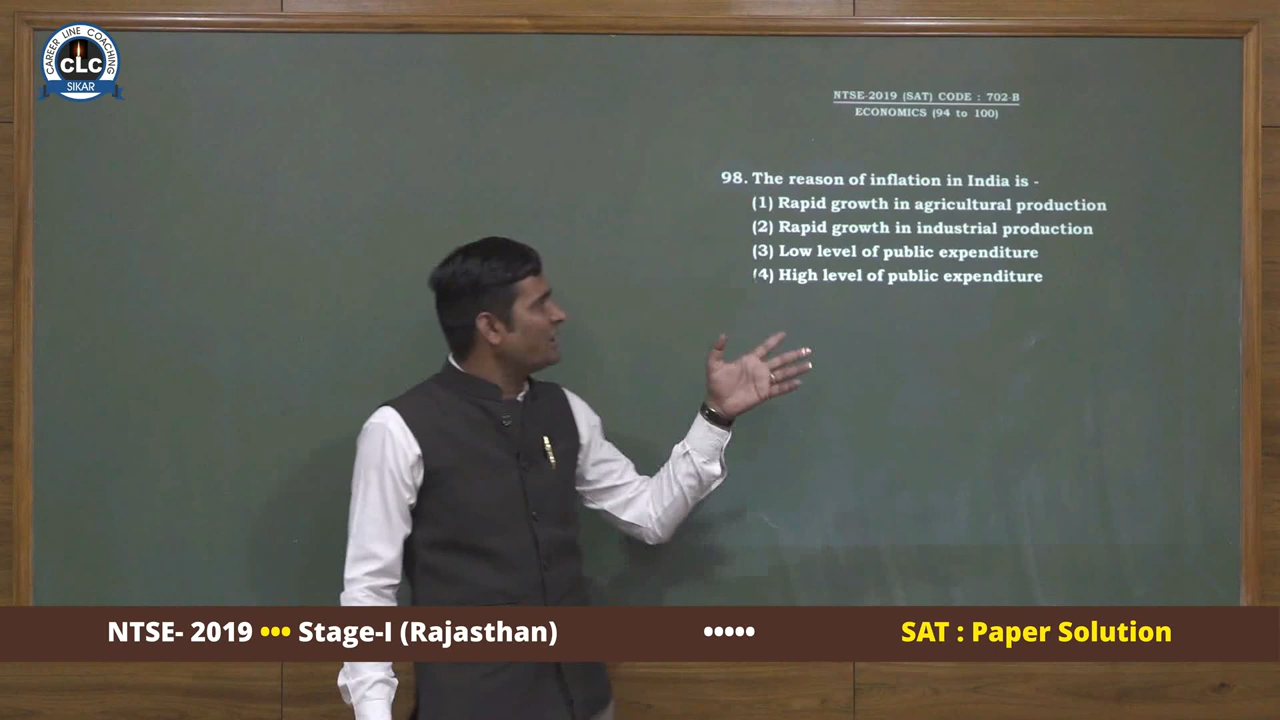 CAREER LINE COACHING
CLC
SIKAR
NTSE-2019 (SAT) CODE : 702-B
ECONOMICS (94 to 100)
98. The reason of inflation in India is -
(1) Rapid growth in agricultural production
(2) Rapid growth in industrial production
(3) Low level of public expenditure
(4) High level of public expenditure
NTSE- 2019 ••• Stage-I (Rajasthan) ••••• SAT : Paper Solution